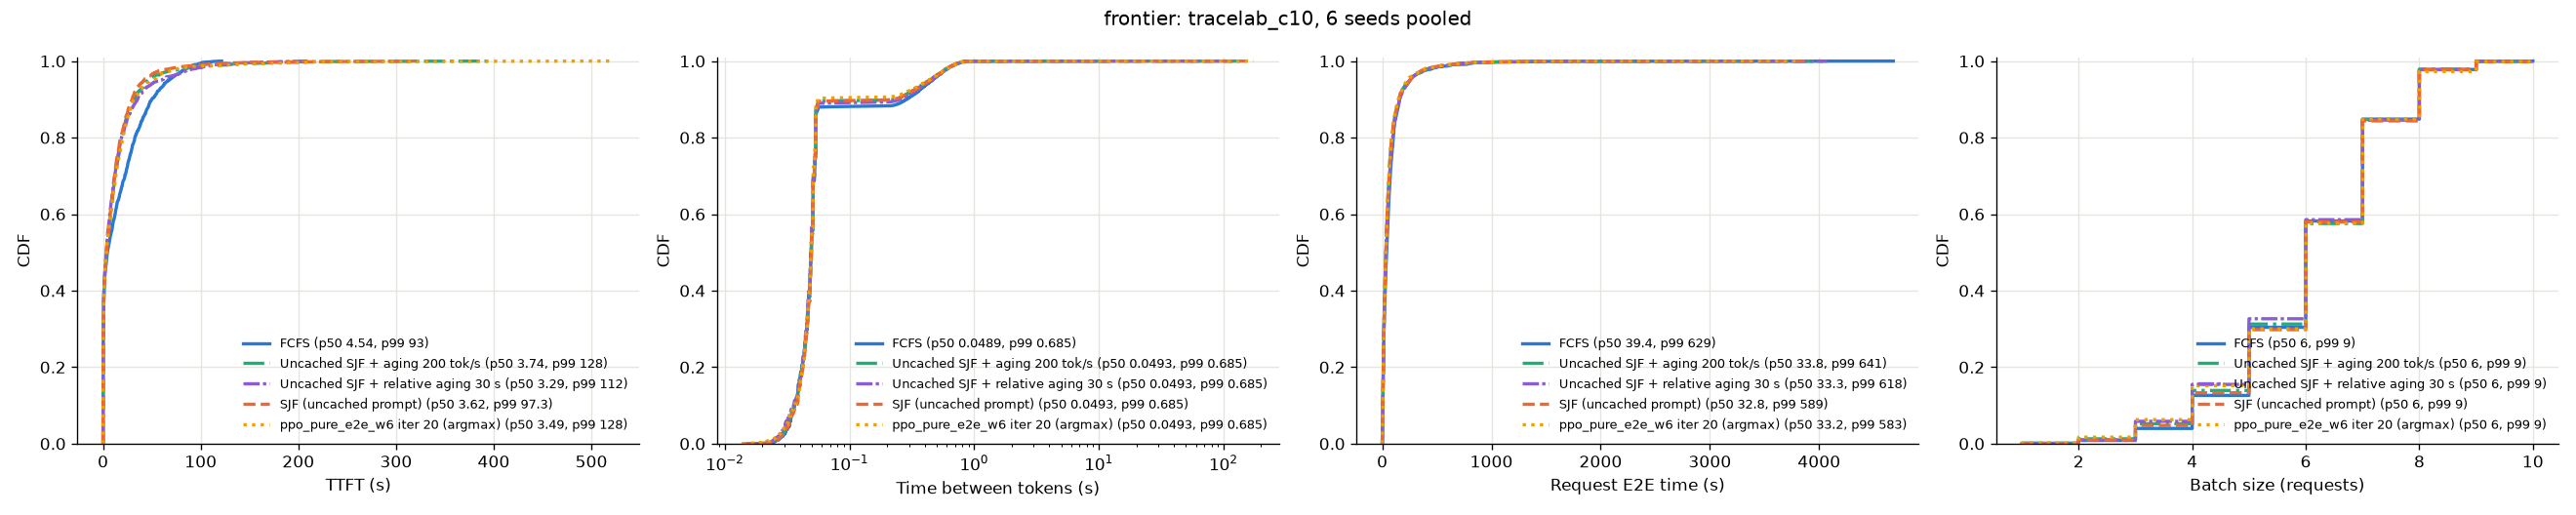 frontier: tracelab_c10, 6 seeds pooled
CDF
1.0
0.8
0.6
0.4
0.2
0.0
FCFS (p50 4.54, p99 93)
Uncached SJF + aging 200 tok/s (p50 3.74, p99 128)
Uncached SJF + relative aging 30 s (p50 3.29, p99 112)
SJF (uncached prompt) (p50 3.62, p99 97.3)
ppo_pure_e2e_w6 iter 20 (argmax) (p50 3.49, p99 128)
0 100 200 300 400 500
TTFT (s)
CDF
1.0
0.8
0.6
0.4
0.2
0.0
FCFS (p50 0.0489, p99 0.685)
Uncached SJF + aging 200 tok/s (p50 0.0493, p99 0.685)
Uncached SJF + relative aging 30 s (p50 0.0493, p99 0.685)
SJF (uncached prompt) (p50 0.0493, p99 0.685)
ppo_pure_e2e_w6 iter 20 (argmax) (p50 0.0493, p99 0.685)
10⁻² 10⁻¹ 10⁰ 10¹ 10²
Time between tokens (s)
CDF
1.0
0.8
0.6
0.4
0.2
0.0
FCFS (p50 39.4, p99 629)
Uncached SJF + aging 200 tok/s (p50 33.8, p99 641)
Uncached SJF + relative aging 30 s (p50 33.3, p99 618)
SJF (uncached prompt) (p50 32.8, p99 589)
ppo_pure_e2e_w6 iter 20 (argmax) (p50 33.2, p99 583)
0 1000 2000 3000 4000
Request E2E time (s)
CDF
1.0
0.8
0.6
0.4
0.2
0.0
FCFS (p50 6, p99 9)
Uncached SJF + aging 200 tok/s (p50 6, p99 9)
Uncached SJF + relative aging 30 s (p50 6, p99 9)
SJF (uncached prompt) (p50 6, p99 9)
ppo_pure_e2e_w6 iter 20 (argmax) (p50 6, p99 9)
2 4 6 8 10
Batch size (requests)